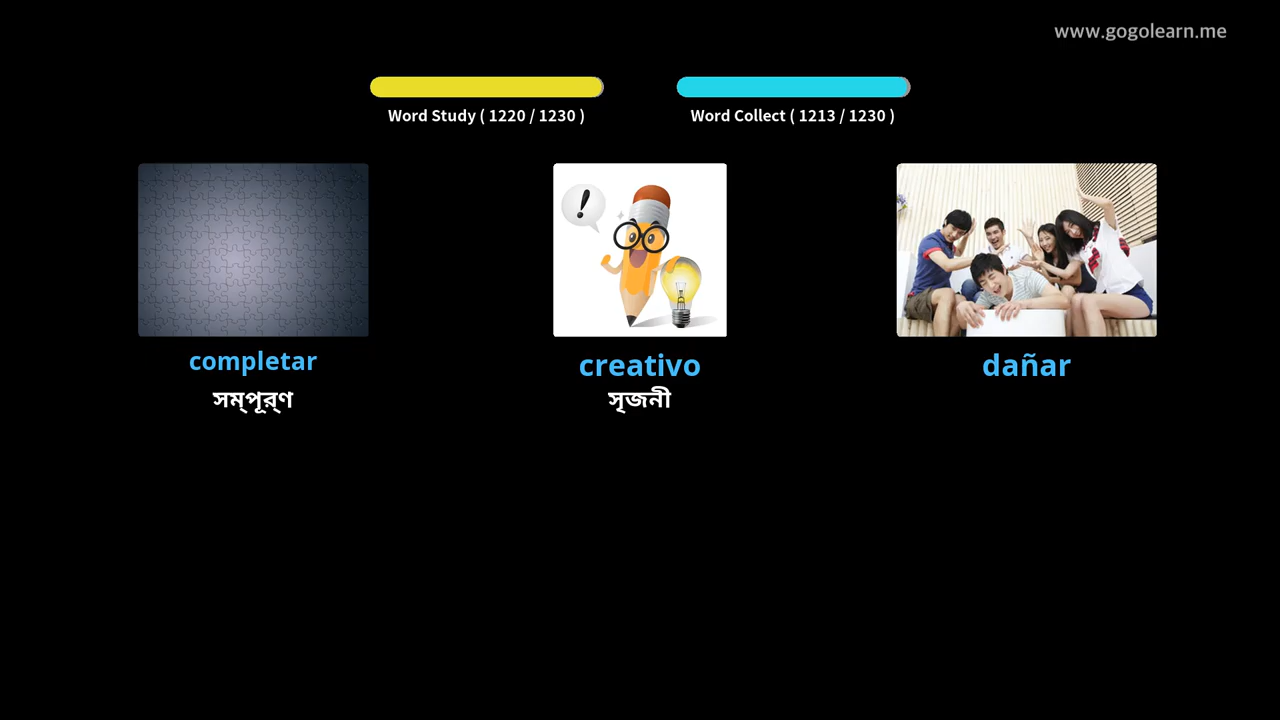 www.gogolearn.me
Word Study ( 1220 / 1230 )
Word Collect ( 1213 / 1230 )
!
completar
creativo
dañar
সম্পূর্ণ
সৃজনী